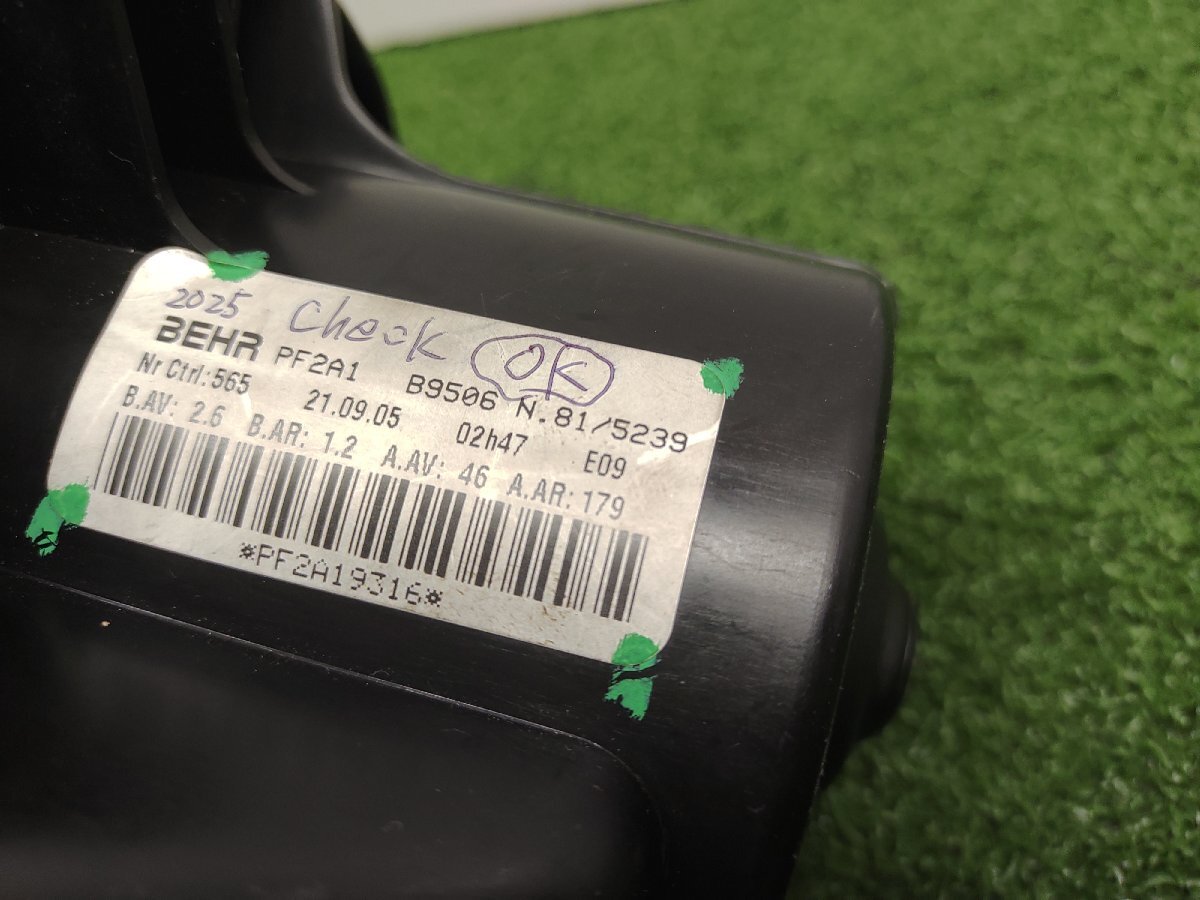 2025 Check OK
BEHR PF2A1 B9506 N.81/5239
Nr Ctrl:565 21.09.05 02h47 E09
B.AV: 2.6 B.AR: 1.2 A.AV: 46 A.AR: 179
*PF2A19316*